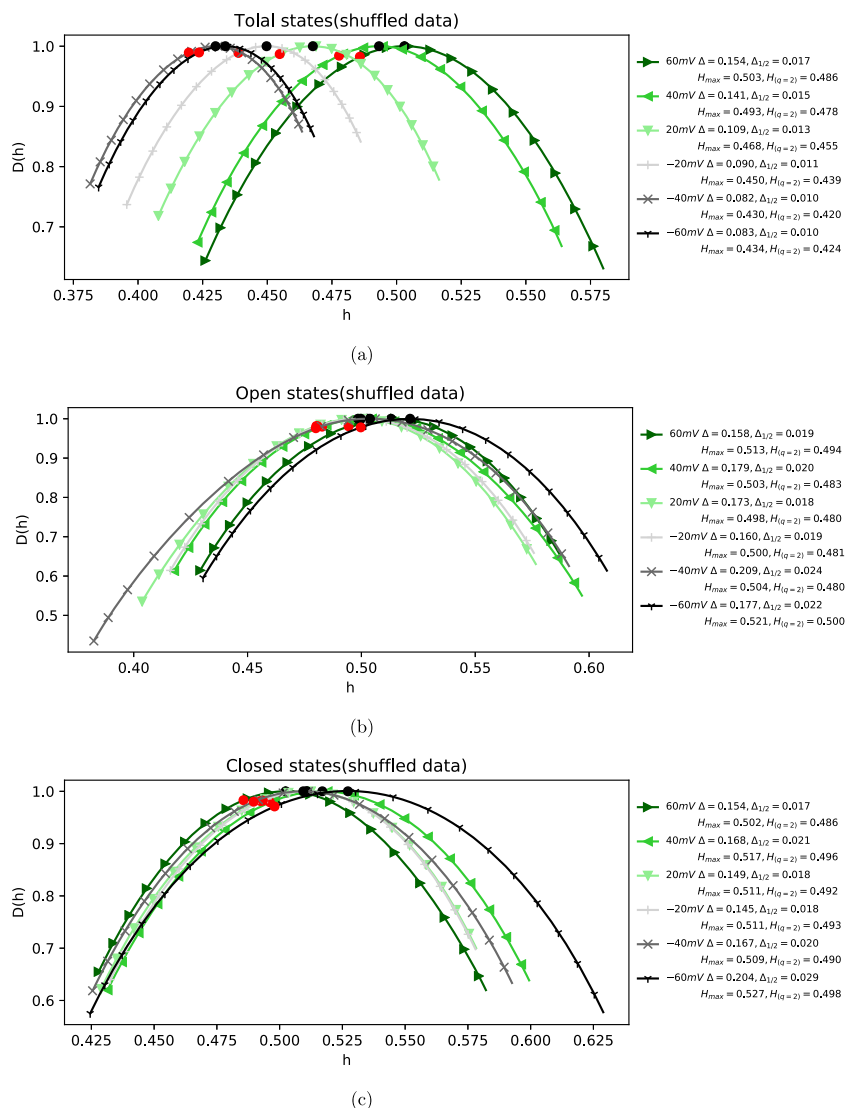 Total states(shuffled data)
D(h)
1.0
0.9
0.8
0.7
0.375 0.400 0.425 0.450 0.475 0.500 0.525 0.550 0.575
h
60mV Δ = 0.154, Δ1/2 = 0.017
Hmax = 0.503, H(q=2) = 0.486
40mV Δ = 0.141, Δ1/2 = 0.015
Hmax = 0.493, H(q=2) = 0.478
20mV Δ = 0.109, Δ1/2 = 0.013
Hmax = 0.468, H(q=2) = 0.455
−20mV Δ = 0.090, Δ1/2 = 0.011
Hmax = 0.450, H(q=2) = 0.439
−40mV Δ = 0.082, Δ1/2 = 0.010
Hmax = 0.430, H(q=2) = 0.420
−60mV Δ = 0.083, Δ1/2 = 0.010
Hmax = 0.434, H(q=2) = 0.424
(a)
Open states(shuffled data)
D(h)
1.0
0.9
0.8
0.7
0.6
0.5
0.40 0.45 0.50 0.55 0.60
h
60mV Δ = 0.158, Δ1/2 = 0.019
Hmax = 0.513, H(q=2) = 0.494
40mV Δ = 0.179, Δ1/2 = 0.020
Hmax = 0.503, H(q=2) = 0.483
20mV Δ = 0.173, Δ1/2 = 0.018
Hmax = 0.498, H(q=2) = 0.480
−20mV Δ = 0.160, Δ1/2 = 0.019
Hmax = 0.500, H(q=2) = 0.481
−40mV Δ = 0.209, Δ1/2 = 0.024
Hmax = 0.504, H(q=2) = 0.480
−60mV Δ = 0.177, Δ1/2 = 0.022
Hmax = 0.521, H(q=2) = 0.500
(b)
Closed states(shuffled data)
D(h)
1.0
0.9
0.8
0.7
0.6
0.425 0.450 0.475 0.500 0.525 0.550 0.575 0.600 0.625
h
60mV Δ = 0.154, Δ1/2 = 0.017
Hmax = 0.502, H(q=2) = 0.486
40mV Δ = 0.168, Δ1/2 = 0.021
Hmax = 0.517, H(q=2) = 0.496
20mV Δ = 0.149, Δ1/2 = 0.018
Hmax = 0.511, H(q=2) = 0.492
−20mV Δ = 0.145, Δ1/2 = 0.018
Hmax = 0.511, H(q=2) = 0.493
−40mV Δ = 0.167, Δ1/2 = 0.020
Hmax = 0.509, H(q=2) = 0.490
−60mV Δ = 0.204, Δ1/2 = 0.029
Hmax = 0.527, H(q=2) = 0.498
(c)